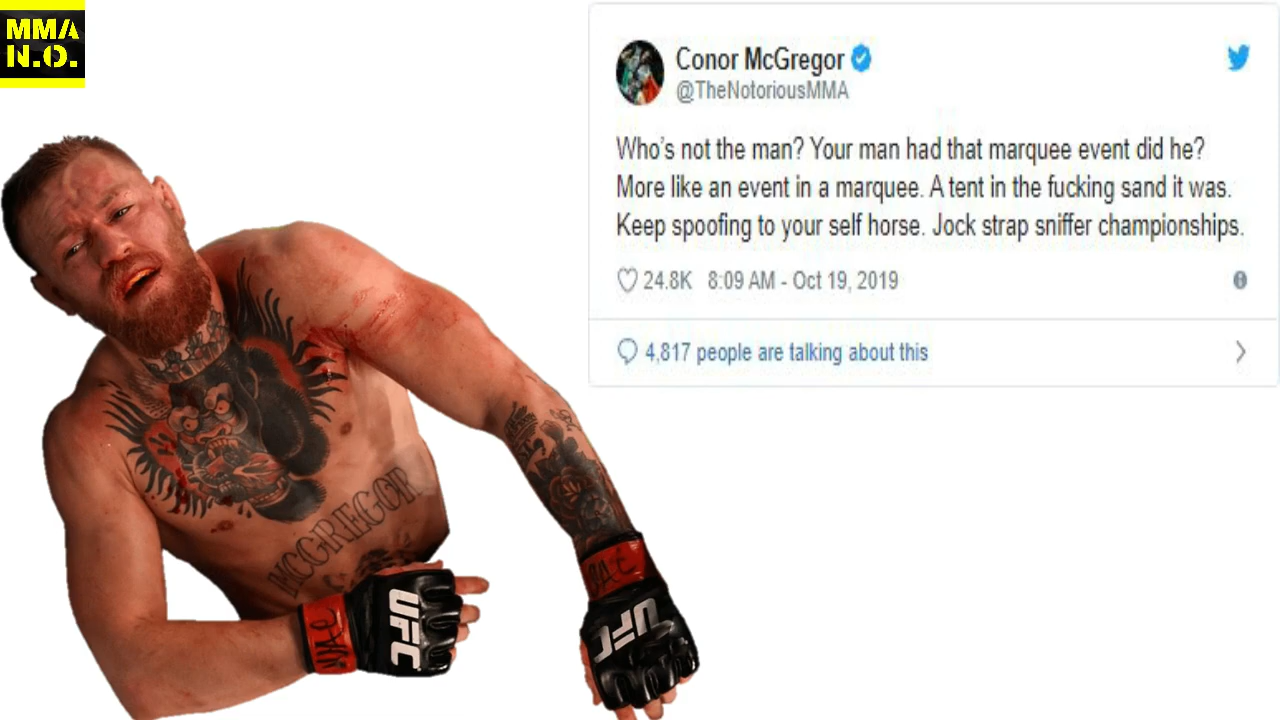 MMA
N.O.
Conor McGregor
@TheNotoriousMMA
Who's not the man? Your man had that marquee event did he?
More like an event in a marquee. A tent in the fucking sand it was.
Keep spoofing to your self horse. Jock strap sniffer championships.
24.8K 8:09 AM - Oct 19, 2019
4,817 people are talking about this
MCGREGOR
UFC
UFC